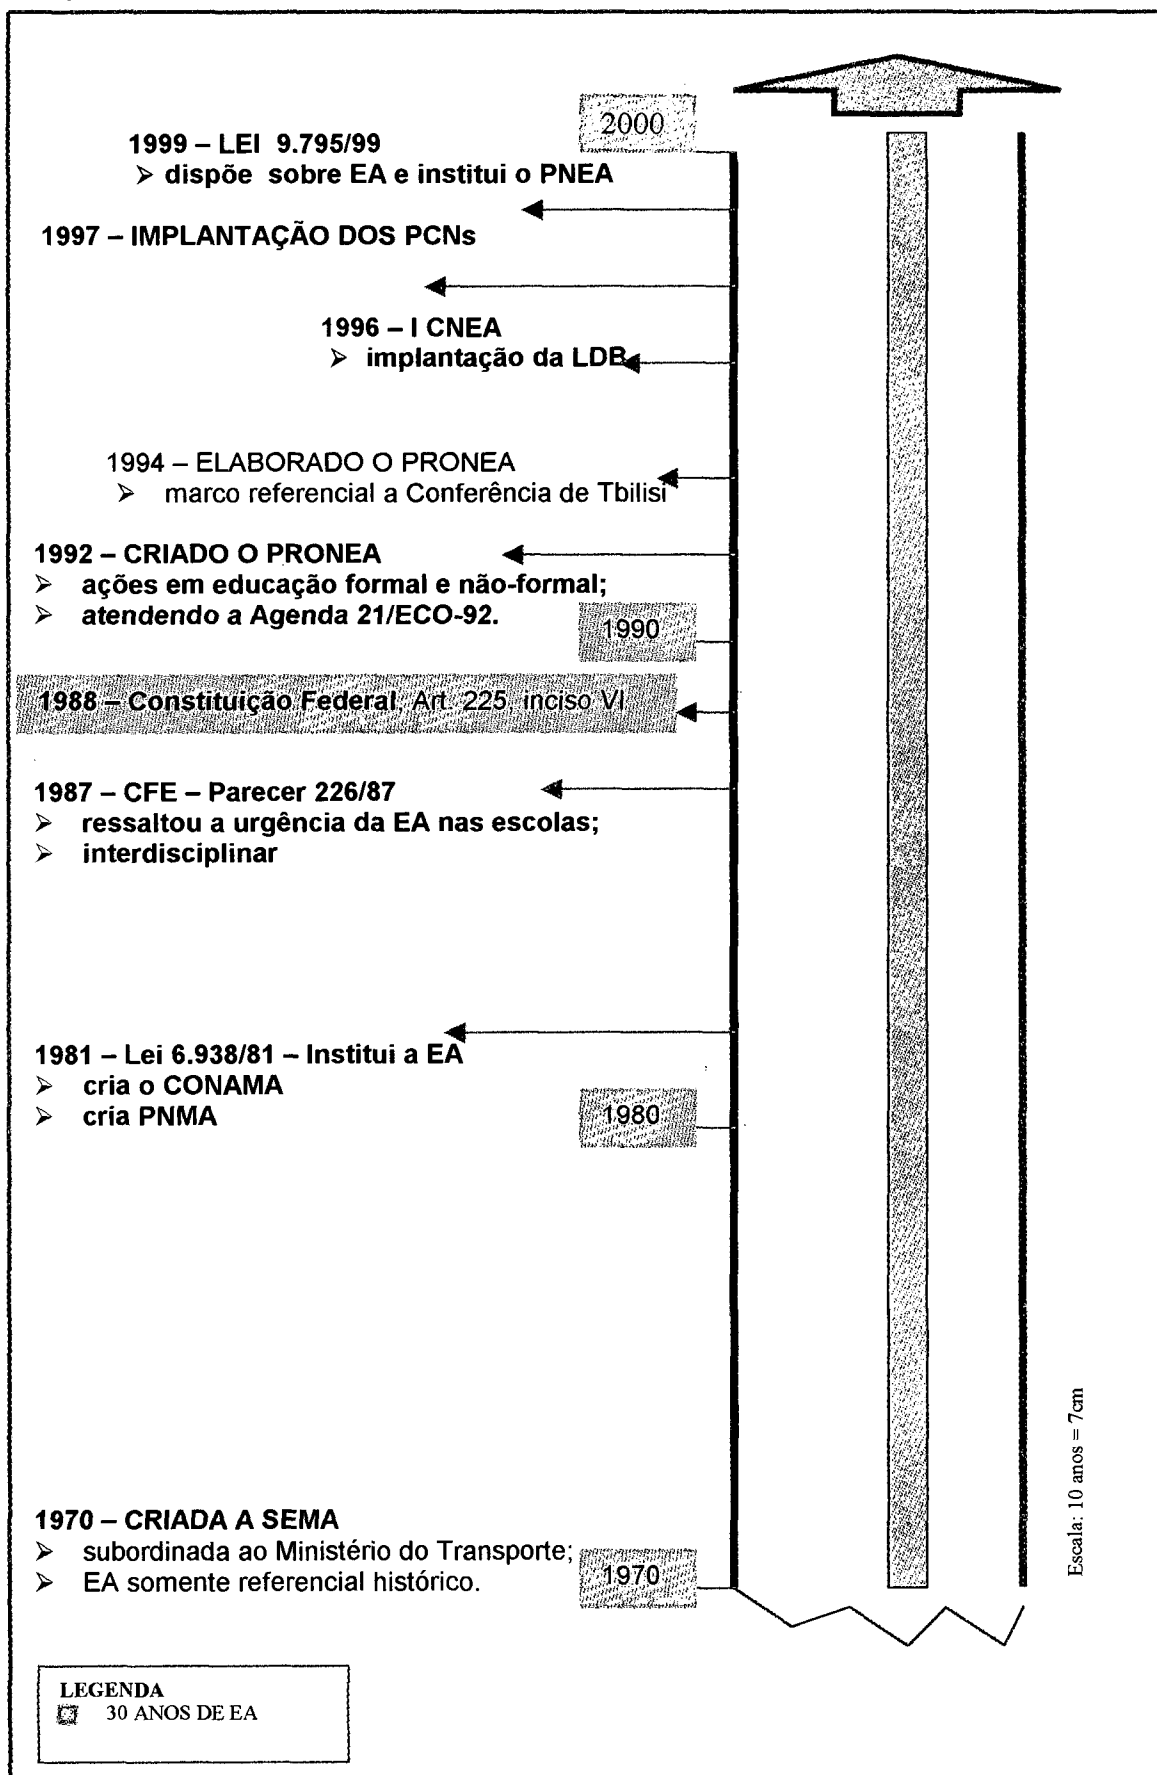 2000
1999 – LEI 9.795/99
➢ dispõe sobre EA e institui o PNEA
1997 – IMPLANTAÇÃO DOS PCNs
1996 – I CNEA
➢ implantação da LDB
1994 – ELABORADO O PRONEA
➢ marco referencial a Conferência de Tbilisi
1992 – CRIADO O PRONEA
➢ ações em educação formal e não-formal;
➢ atendendo a Agenda 21/ECO-92.
1990
1988 – Constituição Federal, Art. 225, inciso VI
1987 – CFE – Parecer 226/87
➢ ressaltou a urgência da EA nas escolas;
➢ interdisciplinar
1981 – Lei 6.938/81 – Institui a EA
➢ cria o CONAMA
➢ cria PNMA
1980
1970 – CRIADA A SEMA
➢ subordinada ao Ministério do Transporte;
➢ EA somente referencial histórico.
1970
Escala: 10 anos = 7cm
LEGENDA
30 ANOS DE EA